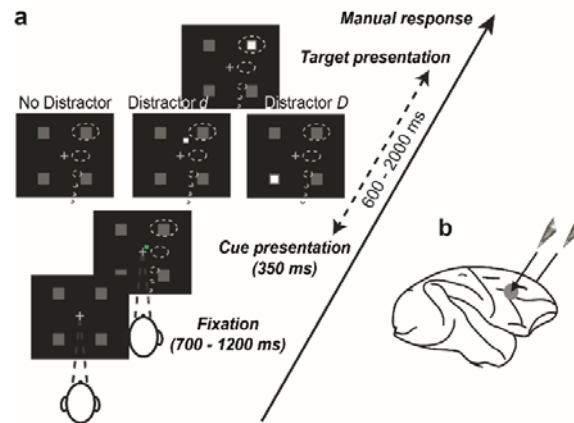 a
Manual response
Target presentation
No Distractor
Distractor d
Distractor D
600-2000 ms
Cue presentation
(350 ms)
b
Fixation
(700 - 1200 ms)